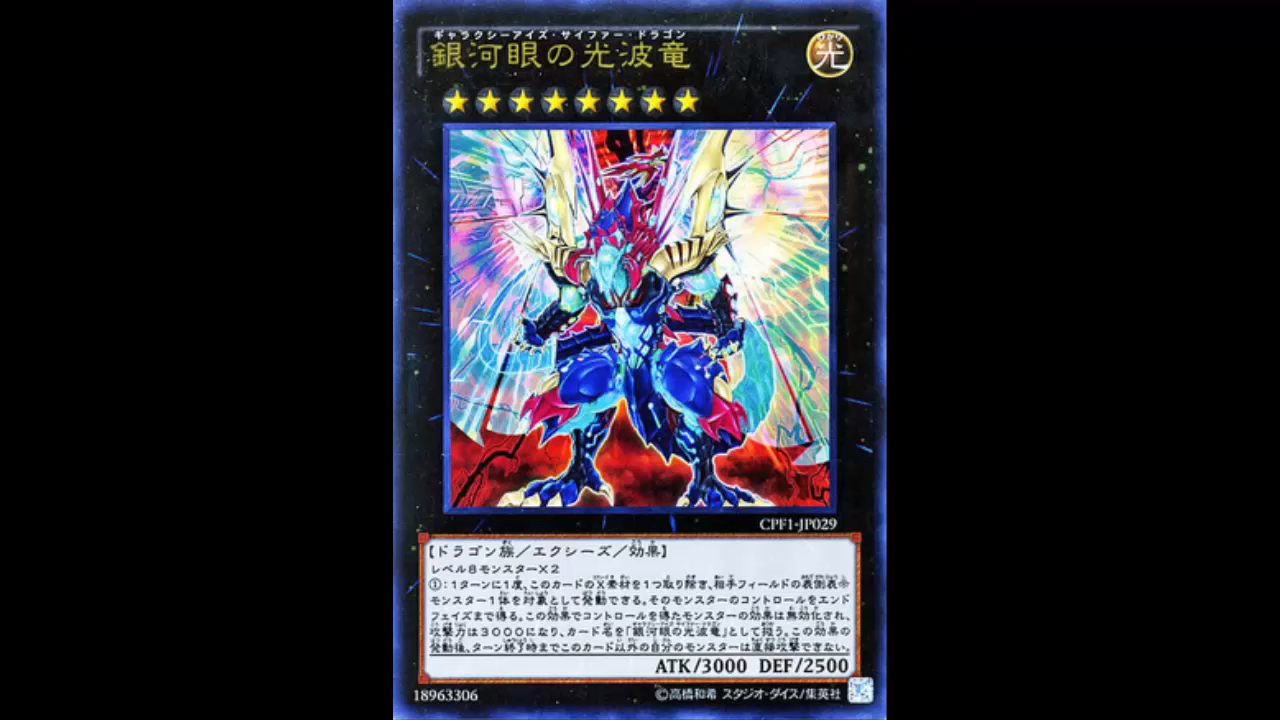 ギャラクシーアイズ・サイファー・ドラゴン
銀河眼の光波竜
ひかり
光
CPF1-JP029
【ドラゴン族／エクシーズ／効果】
レベル8モンスター×2
①：1ターンに1度、このカードのX素材を1つ取り除き、相手フィールドの表側表示
モンスター1体を対象として発動できる。そのモンスターのコントロールをエンド
フェイズまで得る。この効果でコントロールを得たモンスターの効果は無効化され、
攻撃力は3000になり、カード名を「銀河眼の光波竜」として扱う。この効果の
発動後、ターン終了時までこのカード以外の自分のモンスターは直接攻撃できない。
ATK/3000 DEF/2500
18963306
©高橋和希 スタジオ・ダイス/集英社